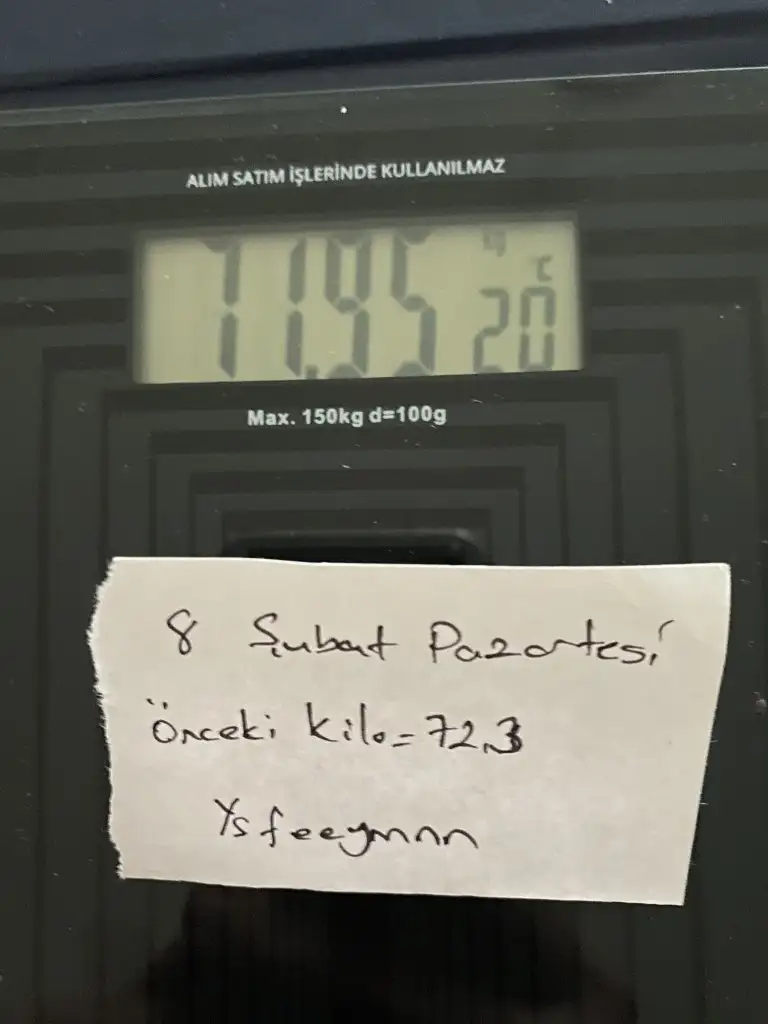 ALIM SATIM İŞLERİNDE KULLANILMAZ
71.95 kg °C
20
Max. 150kg d=100g
8 Şubat Pazartesi
Önceki kilo=72,3
Ysfeeymnn